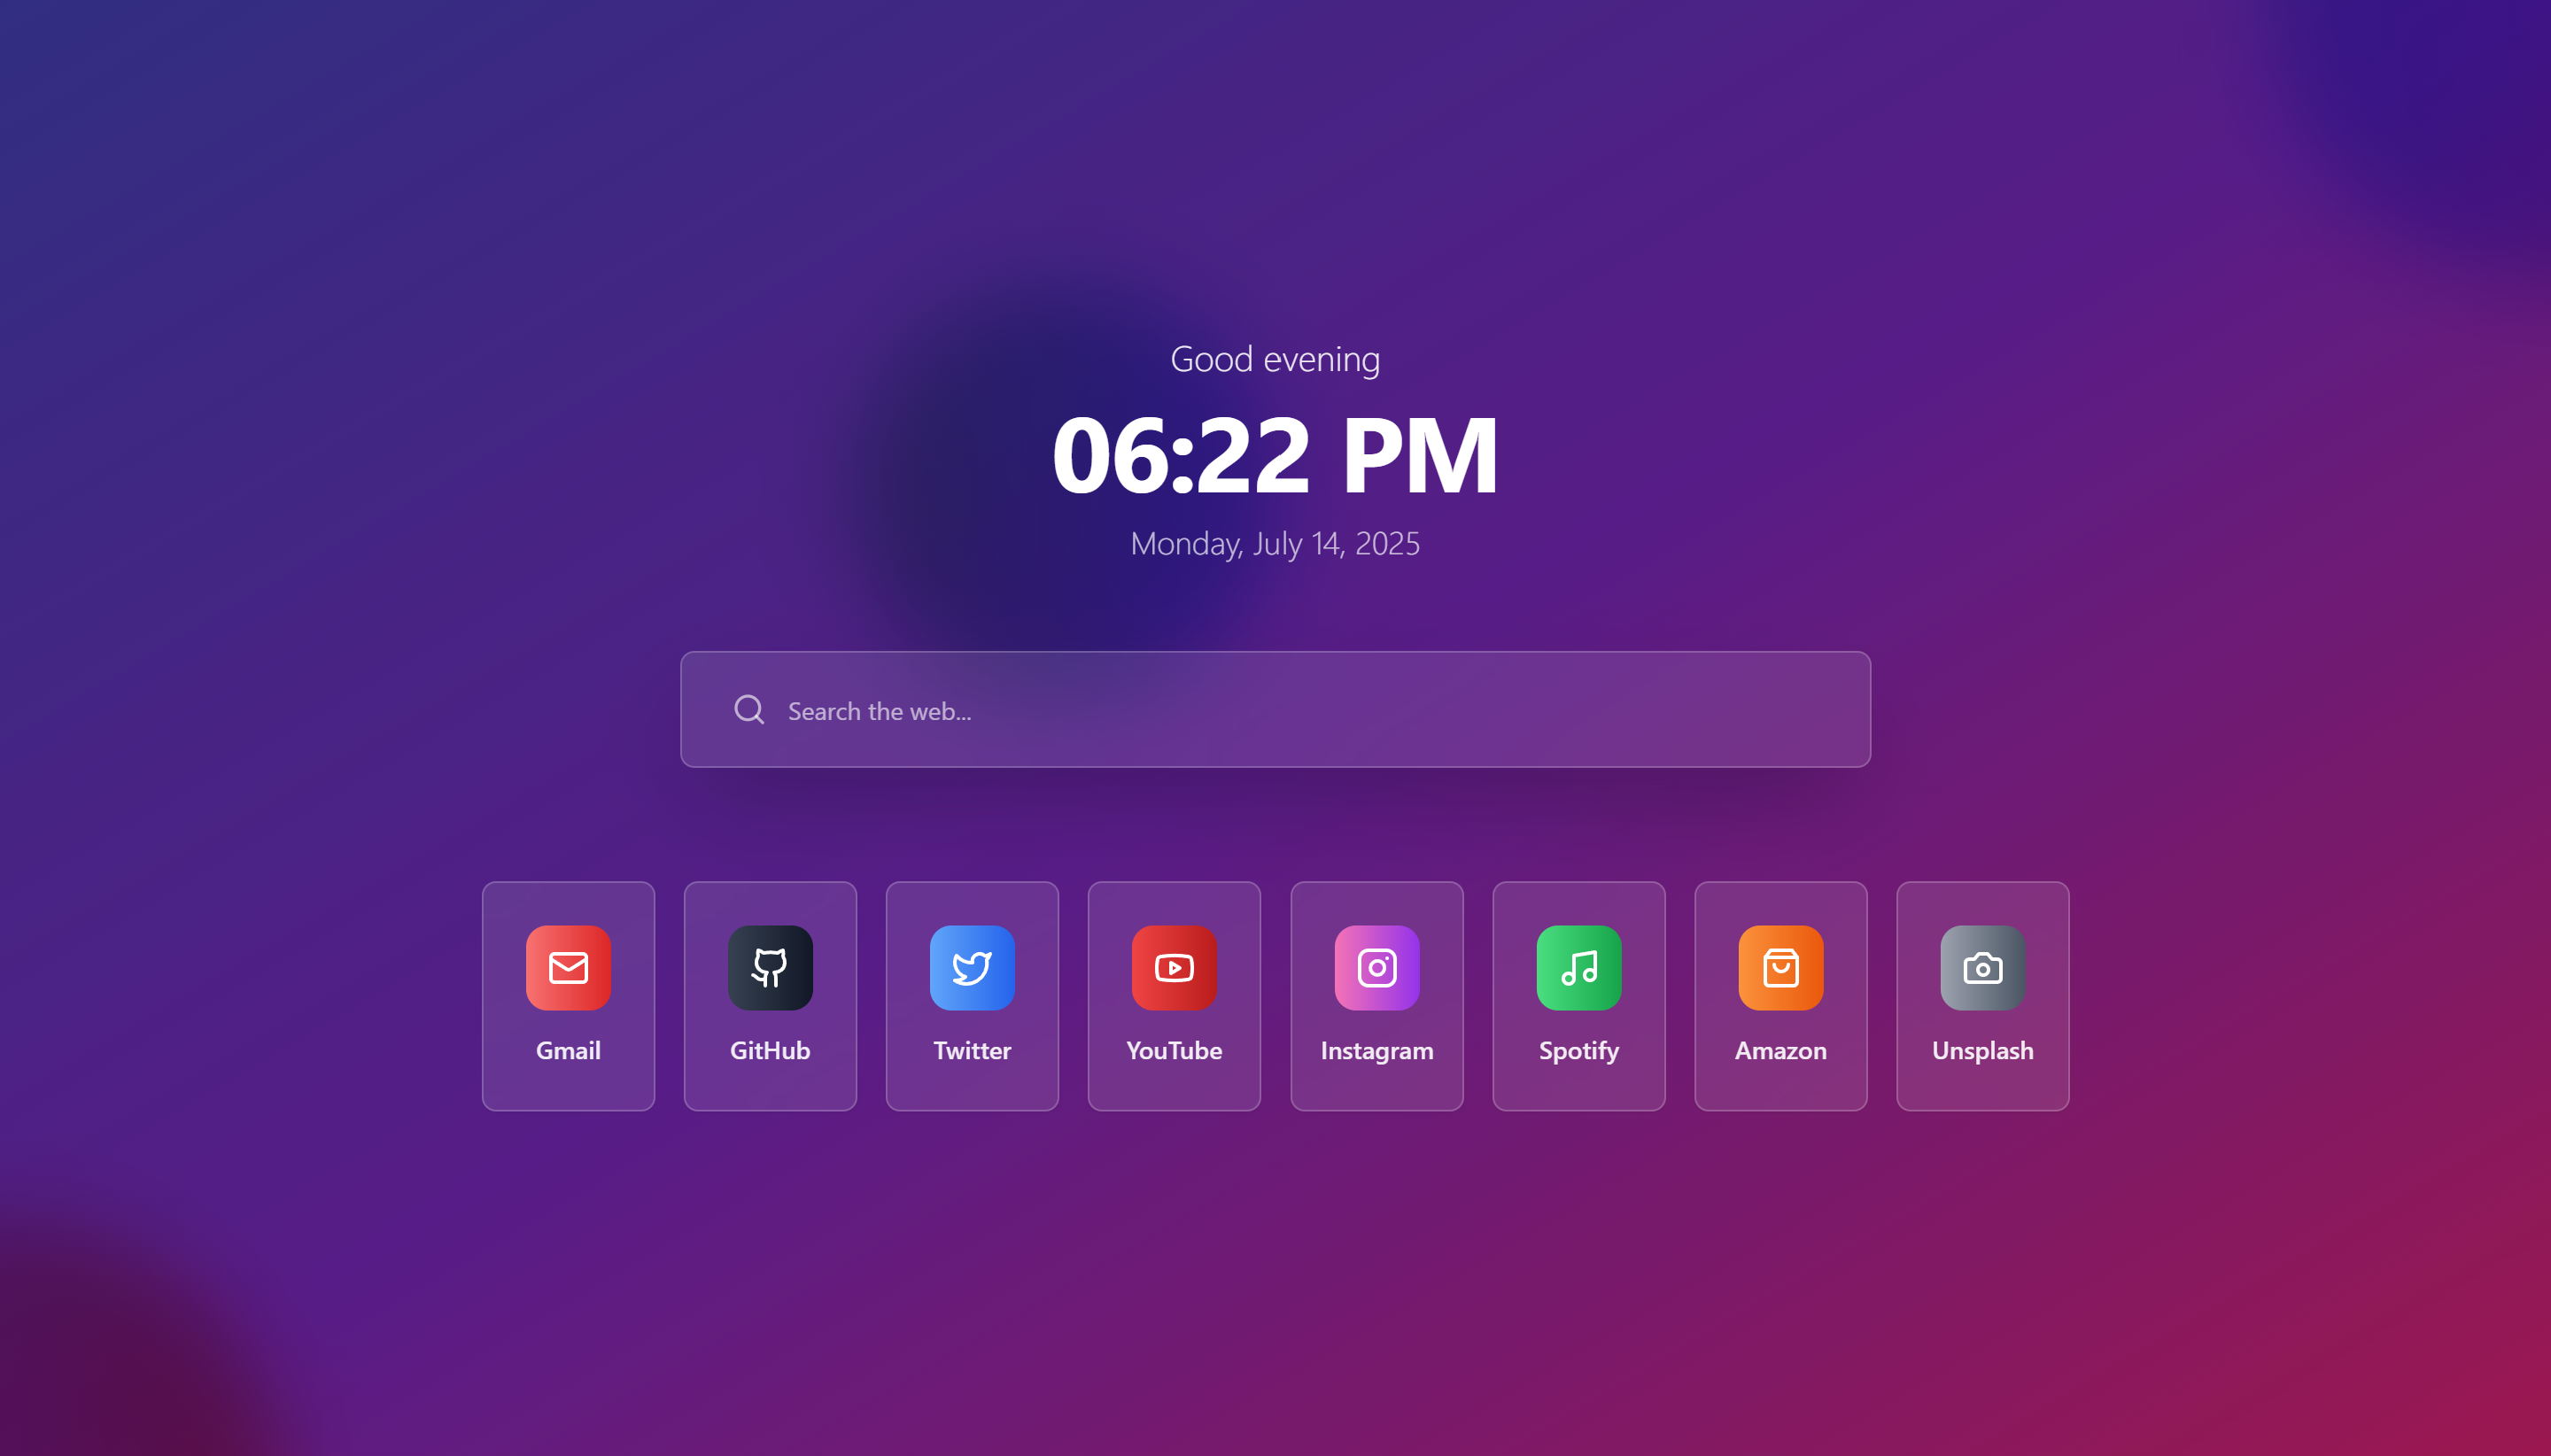 Good evening
06:22 PM
Monday, July 14, 2025
Search the web...
Gmail
GitHub
Twitter
YouTube
Instagram
Spotify
Amazon
Unsplash